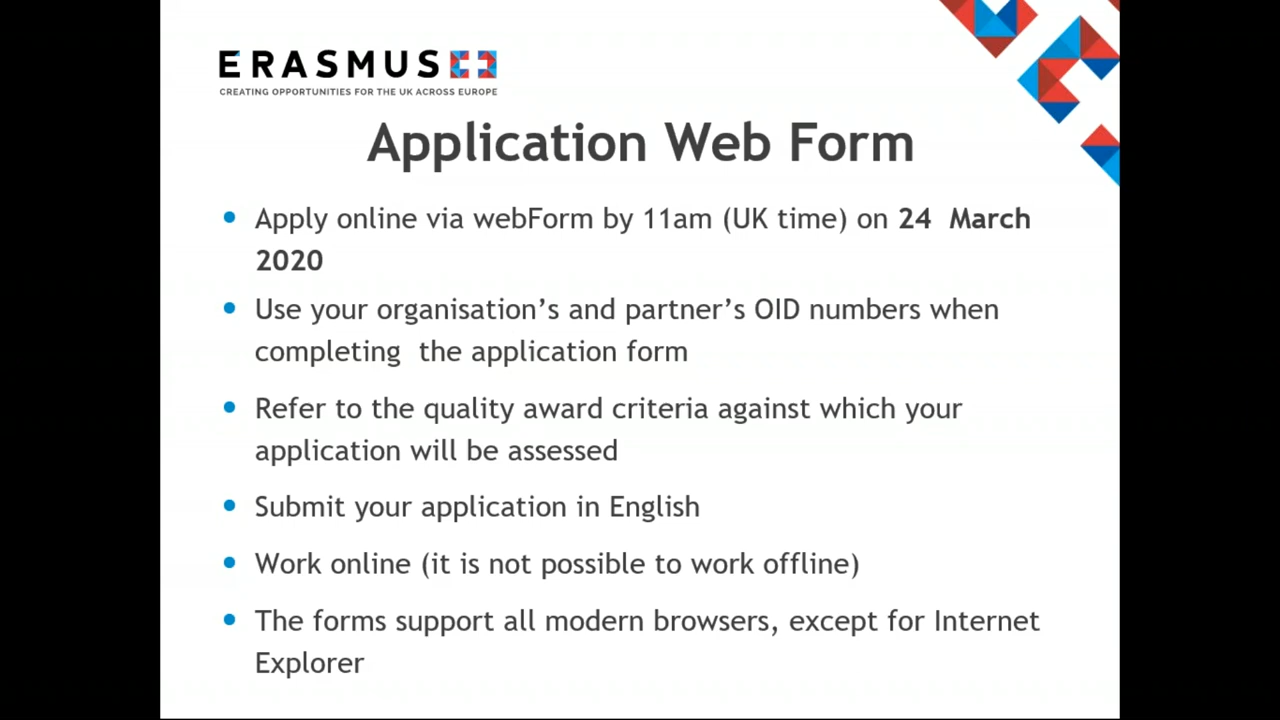 ERASMUS
CREATING OPPORTUNITIES FOR THE UK ACROSS EUROPE
Application Web Form
• Apply online via webForm by 11am (UK time) on 24 March
2020
• Use your organisation’s and partner’s OID numbers when
completing the application form
• Refer to the quality award criteria against which your
application will be assessed
• Submit your application in English
• Work online (it is not possible to work offline)
• The forms support all modern browsers, except for Internet
Explorer